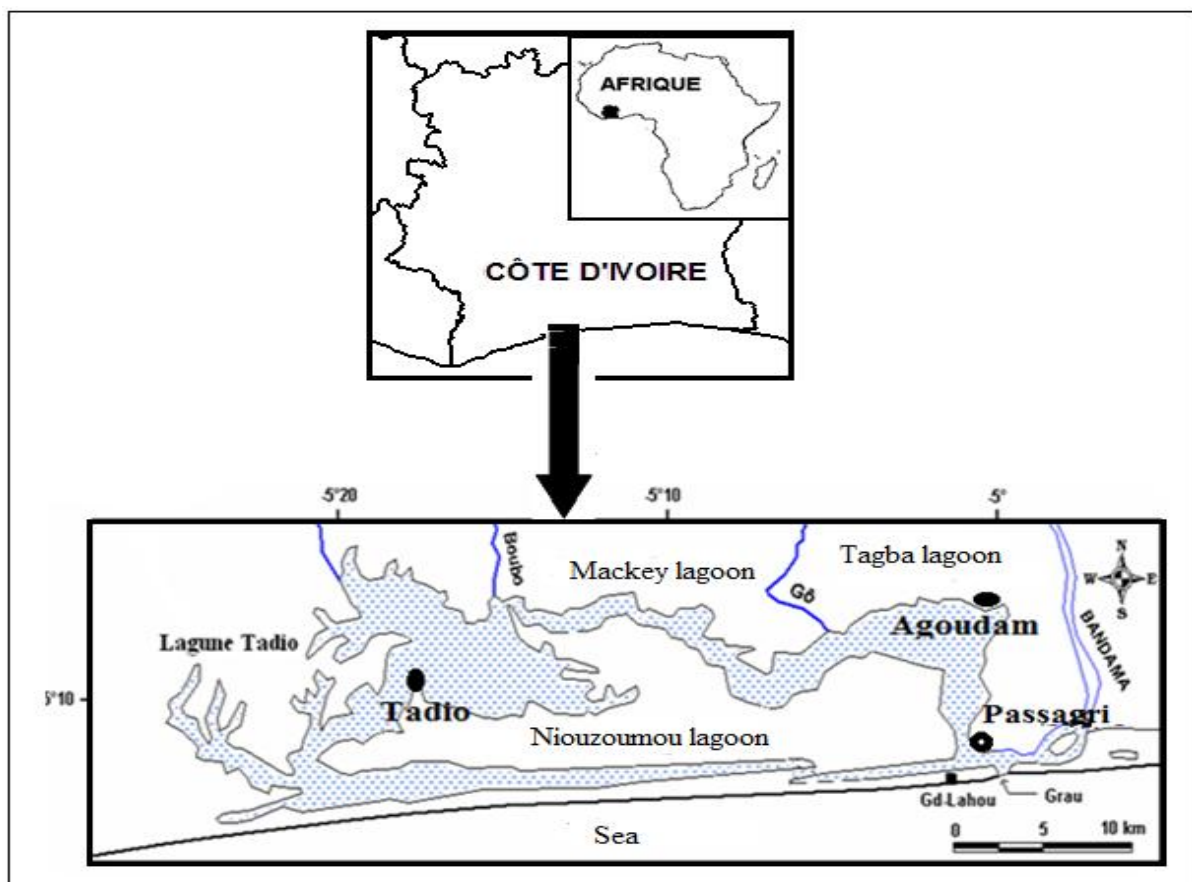 AFRIQUE
CÔTE D'IVOIRE
-5°20
-5°10
-5°
Boubo
Mackey lagoon
Tagba lagoon
N
W E
S
Gô
Agoudam
BANDAMA
Lagune Tadio
5°10
Tadio
Passagri
Niouzoumou lagoon
Gd-Lahou
Grau
Sea
0 5 10 km